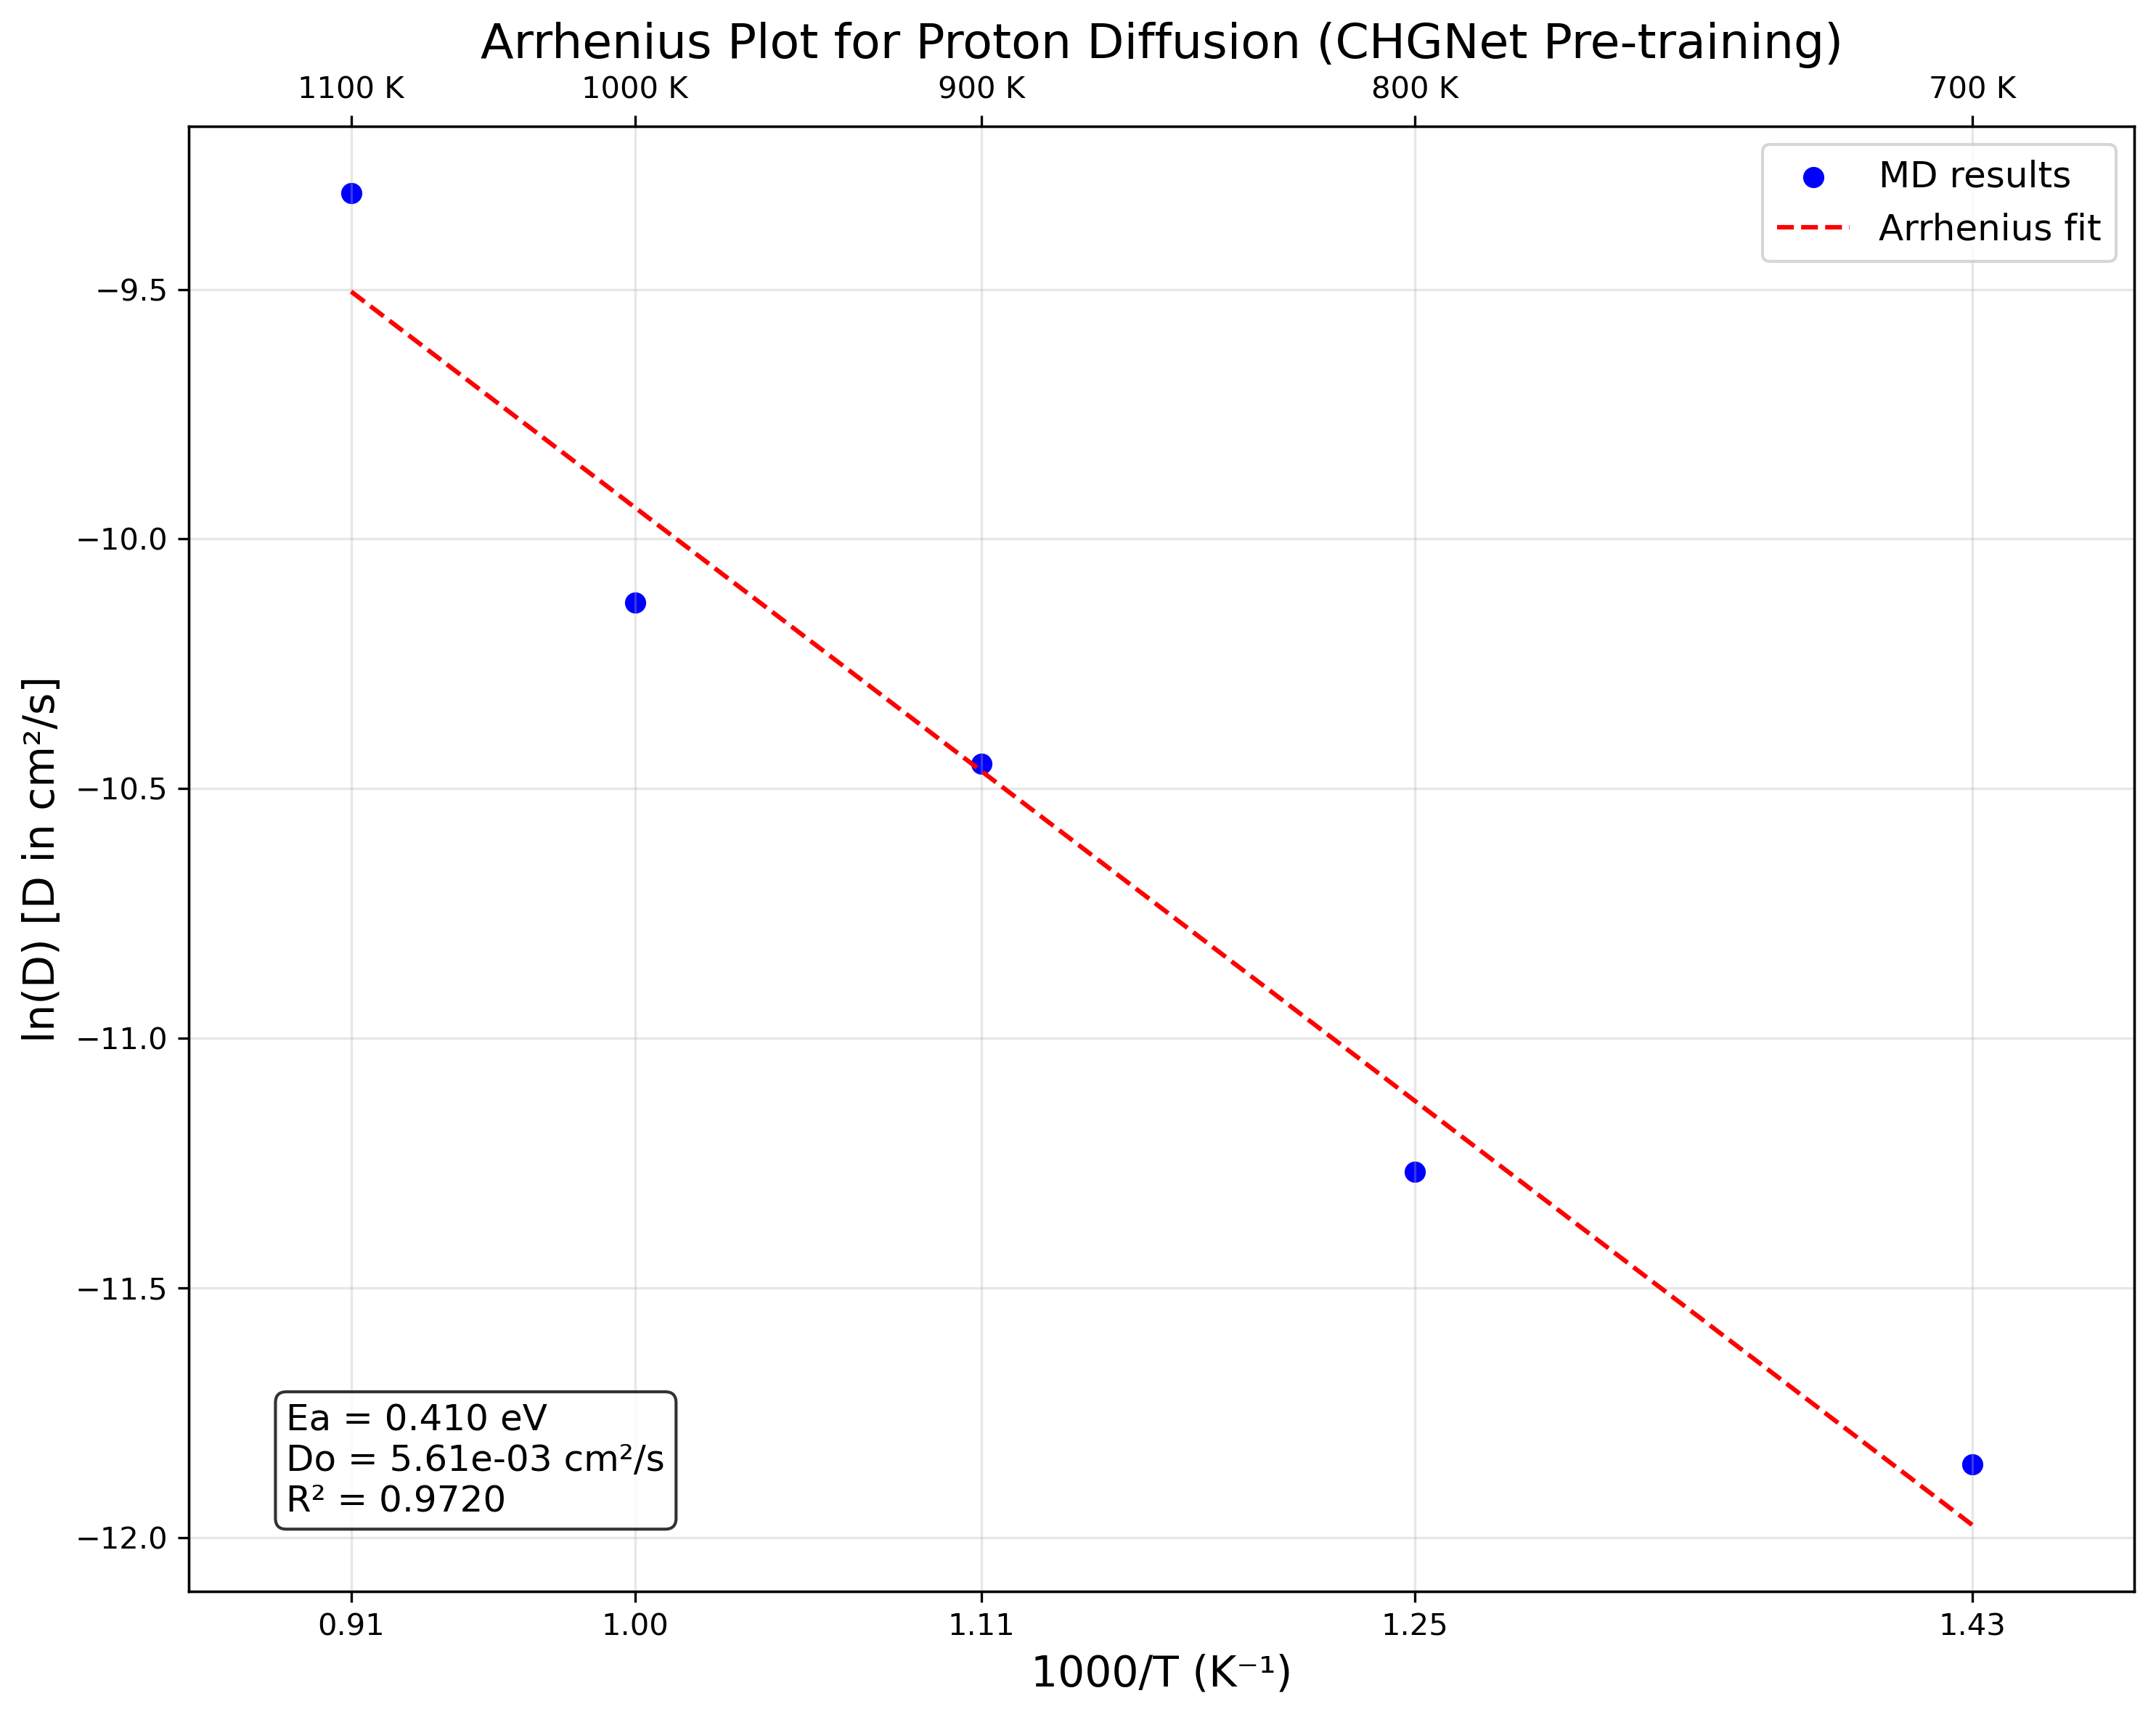 Arrhenius Plot for Proton Diffusion (CHGNet Pre-training)
1100 K
1000 K
900 K
800 K
700 K
MD results
Arrhenius fit
−9.5
−10.0
−10.5
−11.0
−11.5
−12.0
ln(D) [D in cm²/s]
Ea = 0.410 eV
Do = 5.61e-03 cm²/s
R² = 0.9720
0.91
1.00
1.11
1.25
1.43
1000/T (K⁻¹)